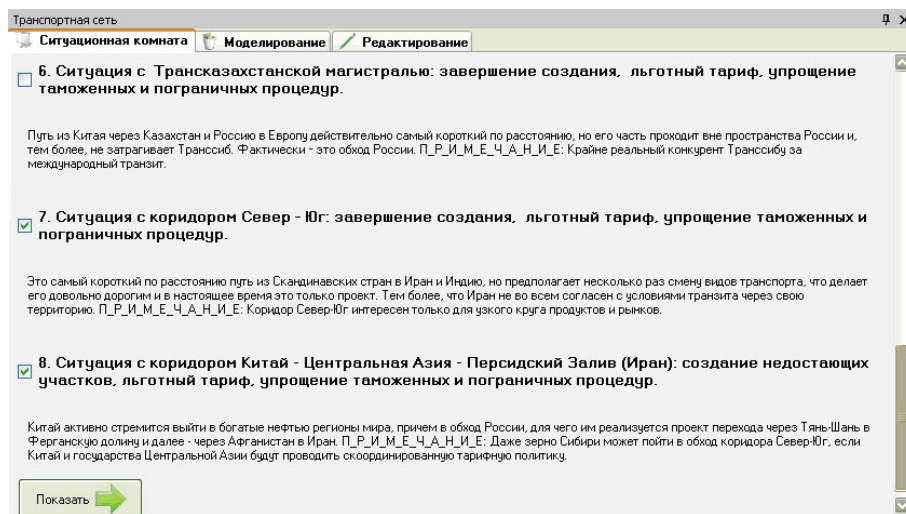 Транспортная сеть
Ситуационная комната Моделирование Редактирование
6. Ситуация с Трансказахстанской магистралью: завершение создания, льготный тариф, упрощение
таможенных и пограничных процедур.
Путь из Китая через Казахстан и Россию в Европу действительно самый короткий по расстоянию, но его часть проходит вне пространства России и,
тем более, не затрагивает Транссиб. Фактически - это обход России. П_Р_И_М_Е_Ч_А_Н_И_Е: Крайне реальный конкурент Транссибу за
международный транзит.
7. Ситуация с коридором Север - Юг: завершение создания, льготный тариф, упрощение таможенных и
пограничных процедур.
Это самый короткий по расстоянию путь из Скандинавских стран в Иран и Индию, но предполагает несколько раз смену видов транспорта, что делает
его довольно дорогим и в настоящее время это только проект. Тем более, что Иран не во всем согласен с условиями транзита через свою
территорию. П_Р_И_М_Е_Ч_А_Н_И_Е: Коридор Север-Юг интересен только для узкого круга продуктов и рынков.
8. Ситуация с коридором Китай - Центральная Азия - Персидский Залив (Иран): создание недостающих
участков, льготный тариф, упрощение таможенных и пограничных процедур.
Китай активно стремится выйти в богатые нефтью регионы мира, причем в обход России, для чего им реализуется проект перехода через Тянь-Шань в
Ферганскую долину и далее - через Афганистан в Иран. П_Р_И_М_Е_Ч_А_Н_И_Е: Даже зерно Сибири может пойти в обход коридора Север-Юг, если
Китай и государства Центральной Азии будут проводить скоординированную тарифную политику.
Показать